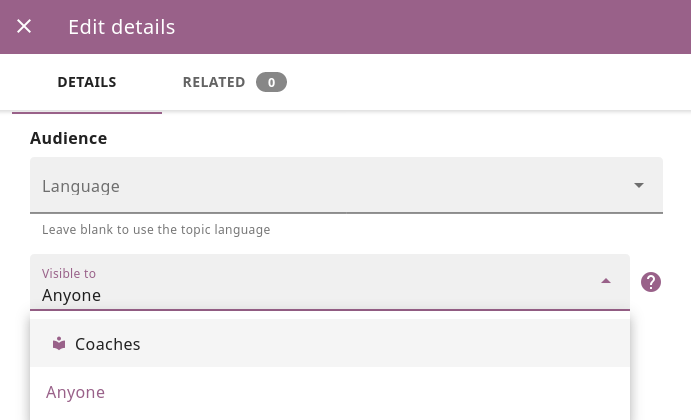 Edit details
DETAILS RELATED 0
Audience
Language
Leave blank to use the topic language
Visible to
Anyone
?
Coaches
Anyone